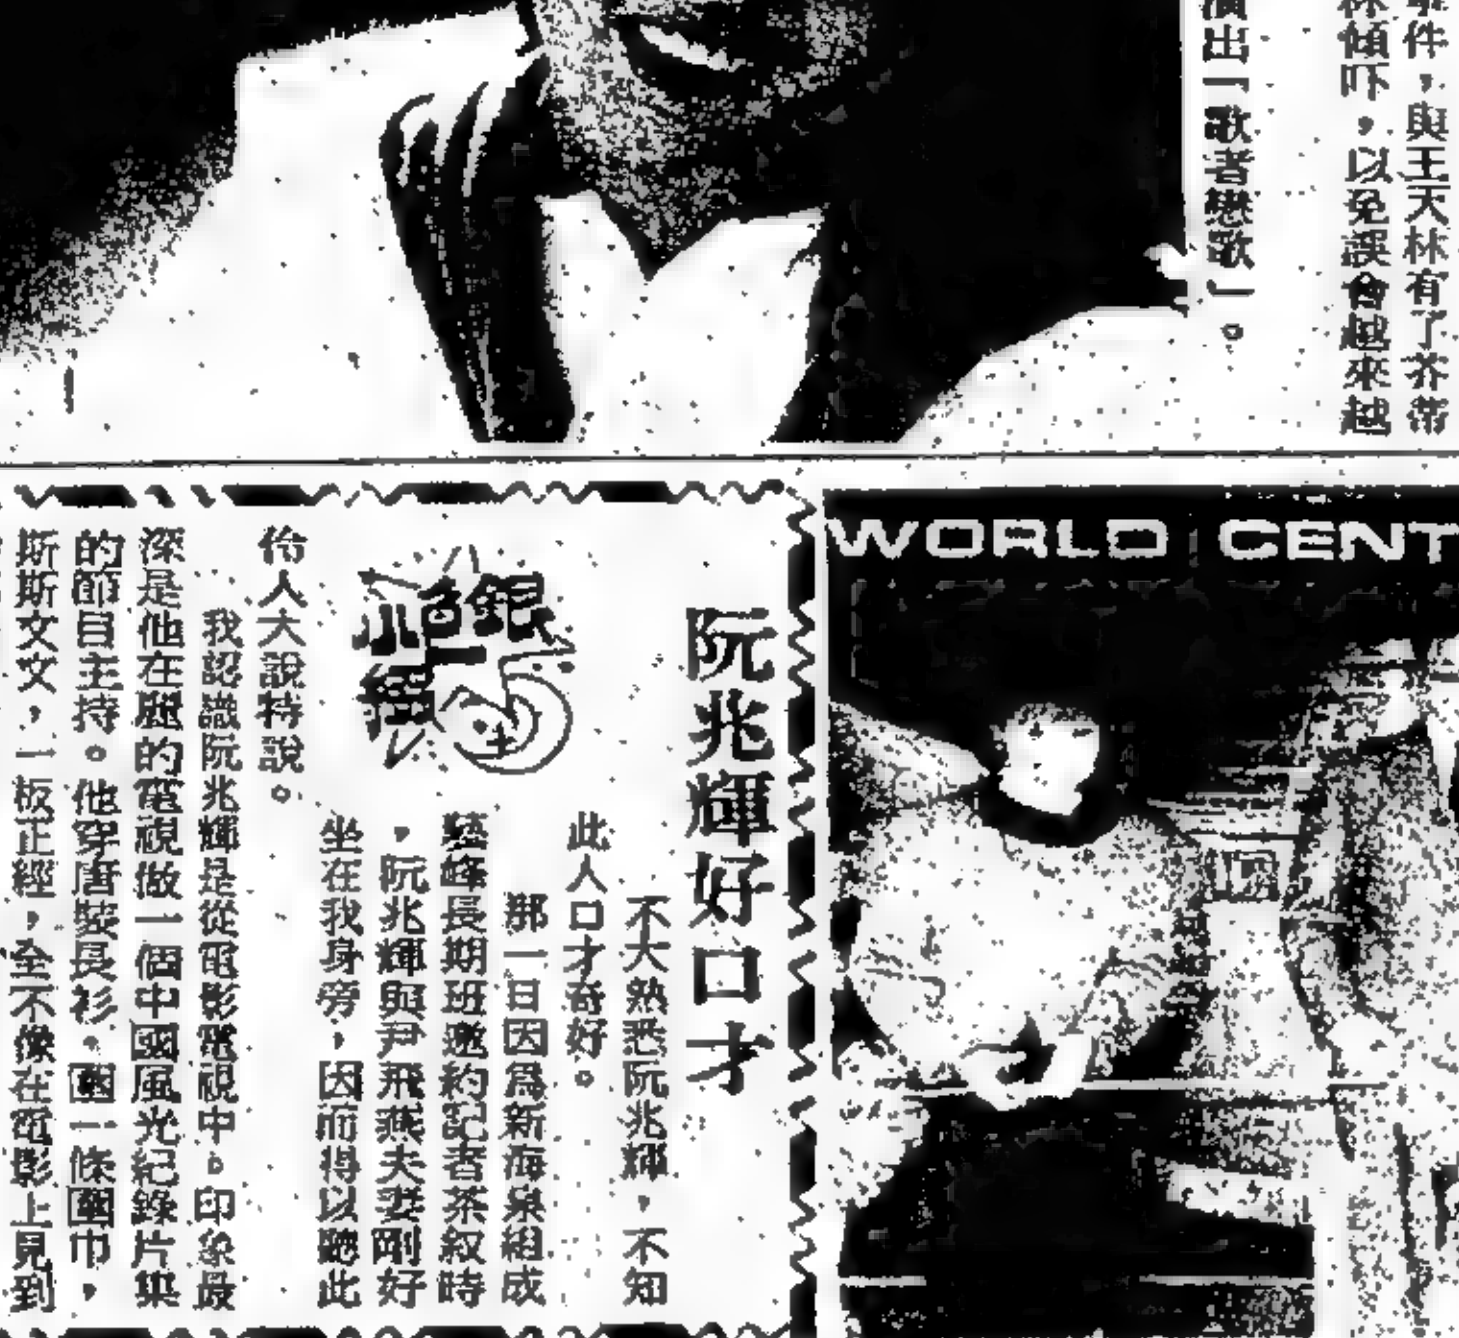 件，與王天林有了芥蒂
林傾吓，以免誤會越來越
演出「歌者戀歌」。
WORLD CENT
阮兆輝好口才
不大熟悉阮兆輝，不知
此人口才奇好。
那一日因爲新海泉組成
藝峰長期班邀約記者茶叙時
，阮兆輝與尹飛燕夫妻剛好
坐在我身旁，因而得以聽此
伶人大說特說。
我認識阮兆輝是從電影電視中。印象最
深是他在麗的電視做一個中國風光紀錄片集
的節目主持。他穿唐裝長衫，圍一條圍巾，
斯斯文文，一板正經，全不像在電影上見到